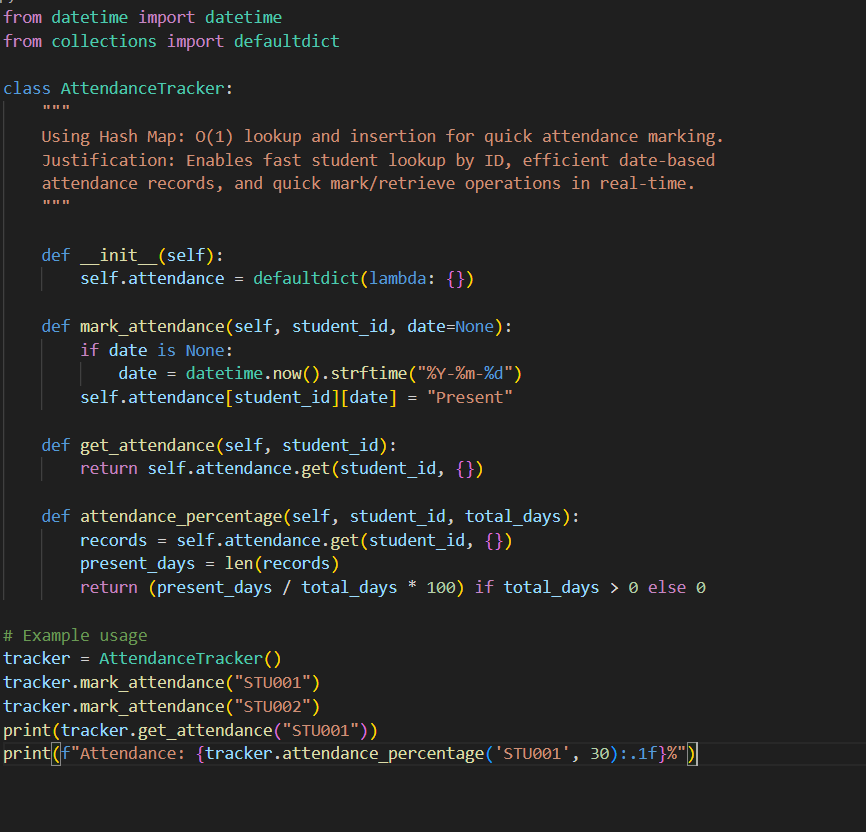 from datetime import datetime
from collections import defaultdict

class AttendanceTracker:
    """
    Using Hash Map: O(1) lookup and insertion for quick attendance marking.
    Justification: Enables fast student lookup by ID, efficient date-based
    attendance records, and quick mark/retrieve operations in real-time.
    """

    def __init__(self):
        self.attendance = defaultdict(lambda: {})

    def mark_attendance(self, student_id, date=None):
        if date is None:
            date = datetime.now().strftime("%Y-%m-%d")
        self.attendance[student_id][date] = "Present"

    def get_attendance(self, student_id):
        return self.attendance.get(student_id, {})

    def attendance_percentage(self, student_id, total_days):
        records = self.attendance.get(student_id, {})
        present_days = len(records)
        return (present_days / total_days * 100) if total_days > 0 else 0

# Example usage
tracker = AttendanceTracker()
tracker.mark_attendance("STU001")
tracker.mark_attendance("STU002")
print(tracker.get_attendance("STU001"))
print(f"Attendance: {tracker.attendance_percentage('STU001', 30):.1f}%")